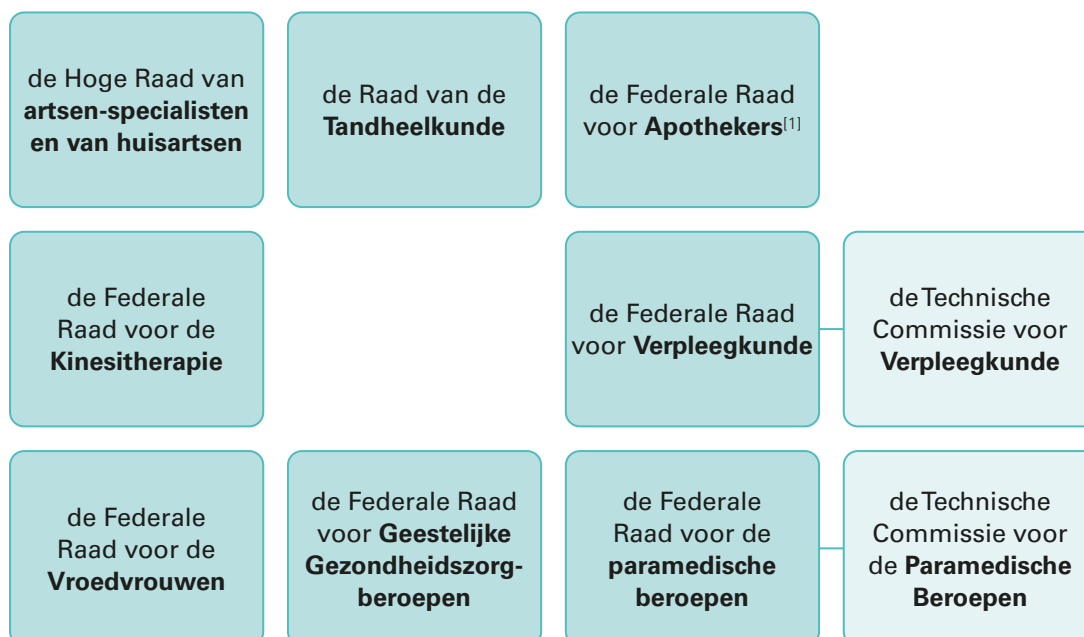 de Hoge Raad van
artsen-specialisten
en van huisartsen
de Raad van de
Tandheelkunde
de Federale Raad
voor Apothekers[1]
de Federale
Raad voor de
Kinesitherapie
de Federale Raad
voor Verpleegkunde
de Technische
Commissie voor
Verpleegkunde
de Federale
Raad voor de
Vroedvrouwen
de Federale Raad
voor Geestelijke
Gezondheidszorg-
beroepen
de Federale
Raad voor de
paramedische
beroepen
de Technische
Commissie voor
de Paramedische
Beroepen